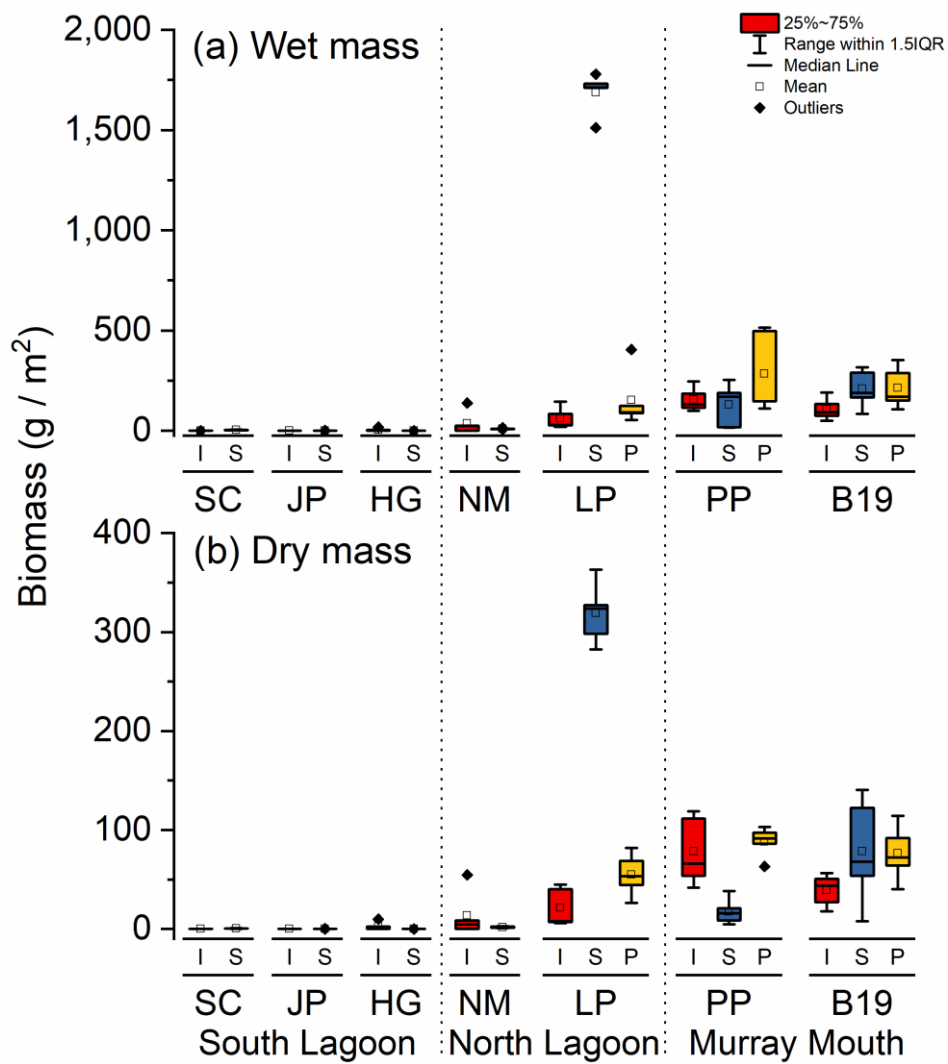 2,000
(a) Wet mass
25%~75%
Range within 1.5IQR
Median Line
Mean
Outliers
1,500
1,000
500
0
I S I S I S I S I S P I S P I S P
SC JP HG NM LP PP B19
Biomass (g / m²)
400
(b) Dry mass
300
200
100
0
I S I S I S I S I S P I S P I S P
SC JP HG NM LP PP B19
South Lagoon North Lagoon Murray Mouth